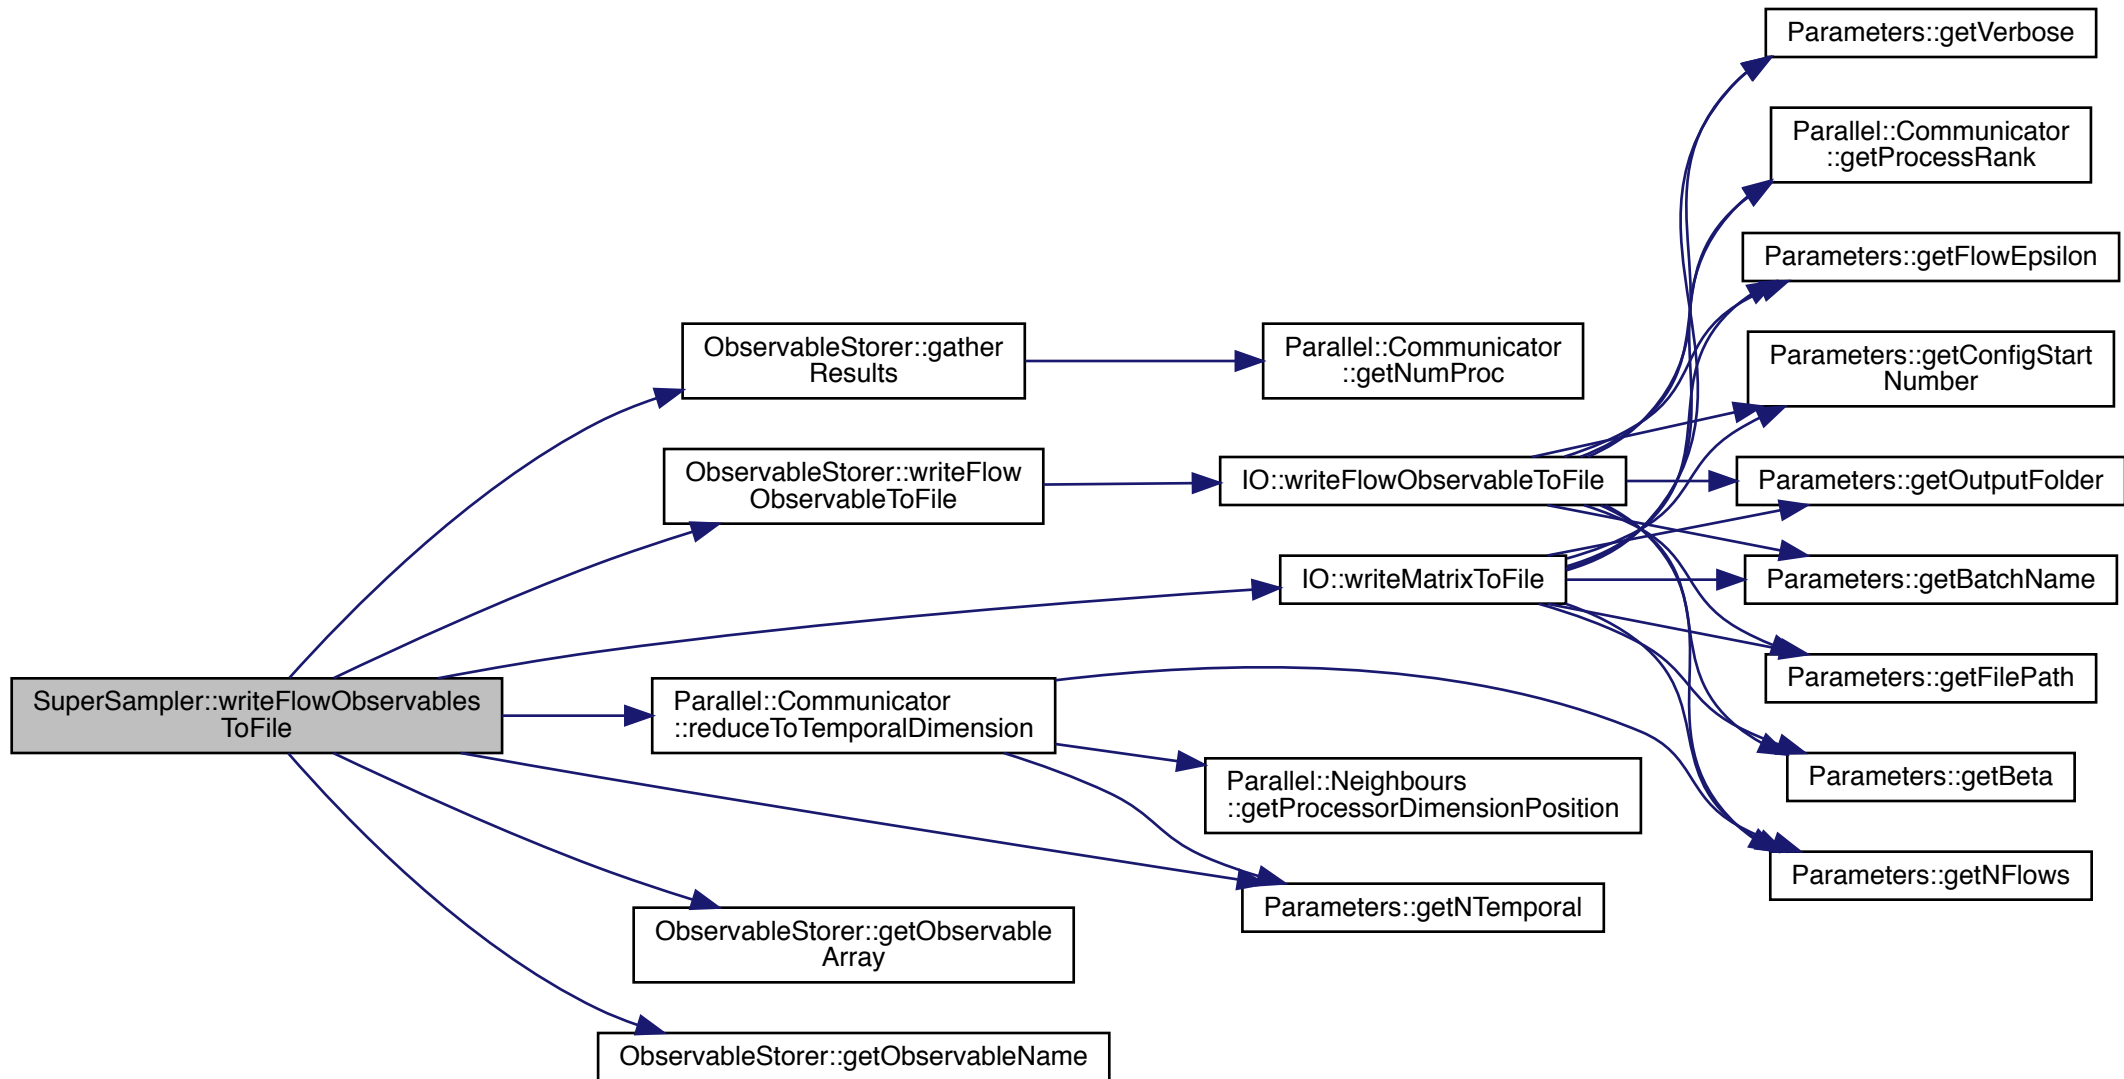 Parameters::getVerbose
Parallel::Communicator
::getProcessRank
Parameters::getFlowEpsilon
ObservableStorer::gather
Results
Parallel::Communicator
::getNumProc
Parameters::getConfigStart
Number
ObservableStorer::writeFlow
ObservableToFile
IO::writeFlowObservableToFile
Parameters::getOutputFolder
IO::writeMatrixToFile
Parameters::getBatchName
Parameters::getFilePath
SuperSampler::writeFlowObservables
ToFile
Parallel::Communicator
::reduceToTemporalDimension
Parallel::Neighbours
::getProcessorDimensionPosition
Parameters::getBeta
Parameters::getNFlows
Parameters::getNTemporal
ObservableStorer::getObservable
Array
ObservableStorer::getObservableName